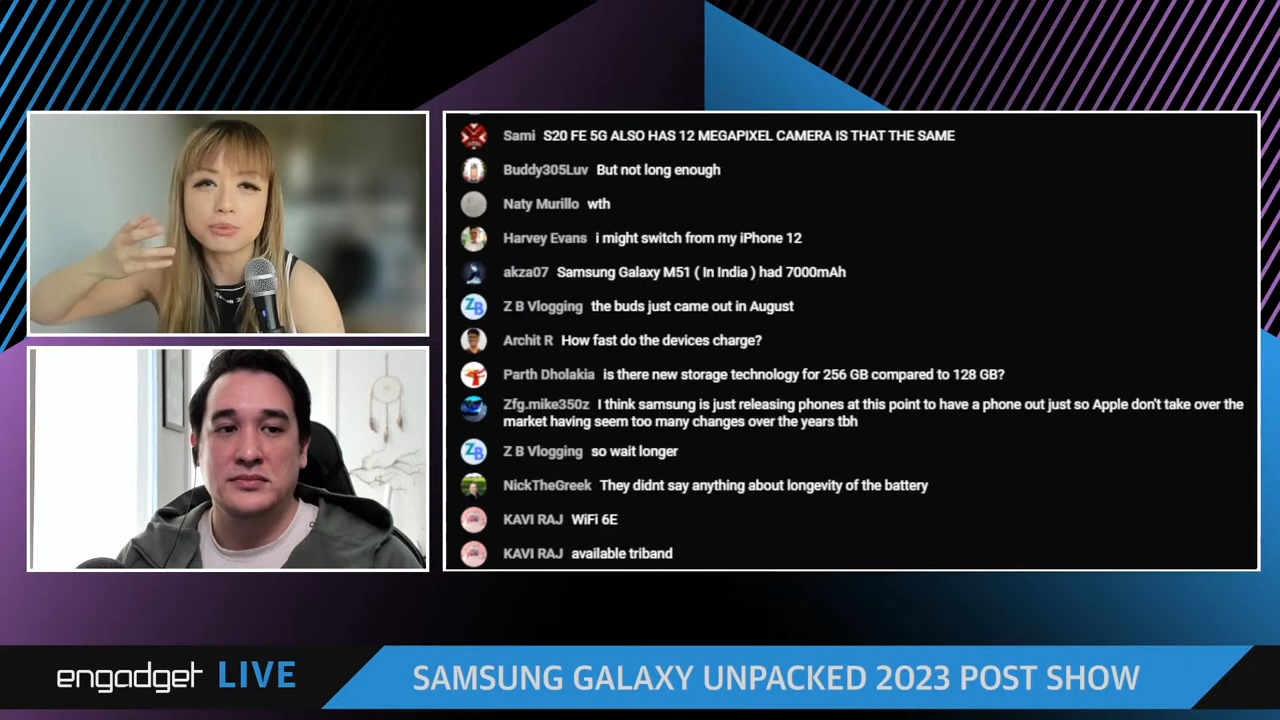 Sami S20 FE 5G ALSO HAS 12 MEGAPIXEL CAMERA IS THAT THE SAME
Buddy305Luv But not long enough
Naty Murillo wth
Harvey Evans i might switch from my iPhone 12
akza07 Samsung Galaxy M51 ( In India ) had 7000mAh
ZB Z B Vlogging the buds just came out in August
Archit R How fast do the devices charge?
Parth Dholakia is there new storage technology for 256 GB compared to 128 GB?
Zfg.mike350z I think samsung is just releasing phones at this point to have a phone out just so Apple don't take over the
market having seem too many changes over the years tbh
ZB Z B Vlogging so wait longer
NickTheGreek They didnt say anything about longevity of the battery
KAVI RAJ WiFi 6E
KAVI RAJ available triband
engadget LIVE
SAMSUNG GALAXY UNPACKED 2023 POST SHOW